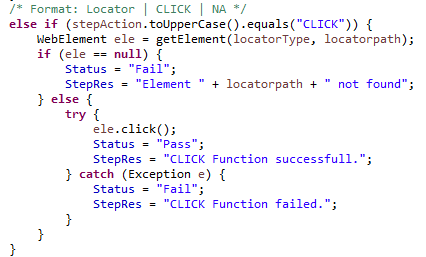 /* Format: Locator | CLICK | NA */
else if (stepAction.toUpperCase().equals("CLICK")) {
    WebElement ele = getElement(locatorType, locatorpath);
    if (ele == null) {
        Status = "Fail";
        StepRes = "Element " + locatorpath + " not found";
    } else {
        try {
            ele.click();
            Status = "Pass";
            StepRes = "CLICK Function successfull.";
        } catch (Exception e) {
            Status = "Fail";
            StepRes = "CLICK Function failed.";
        }
    }
}